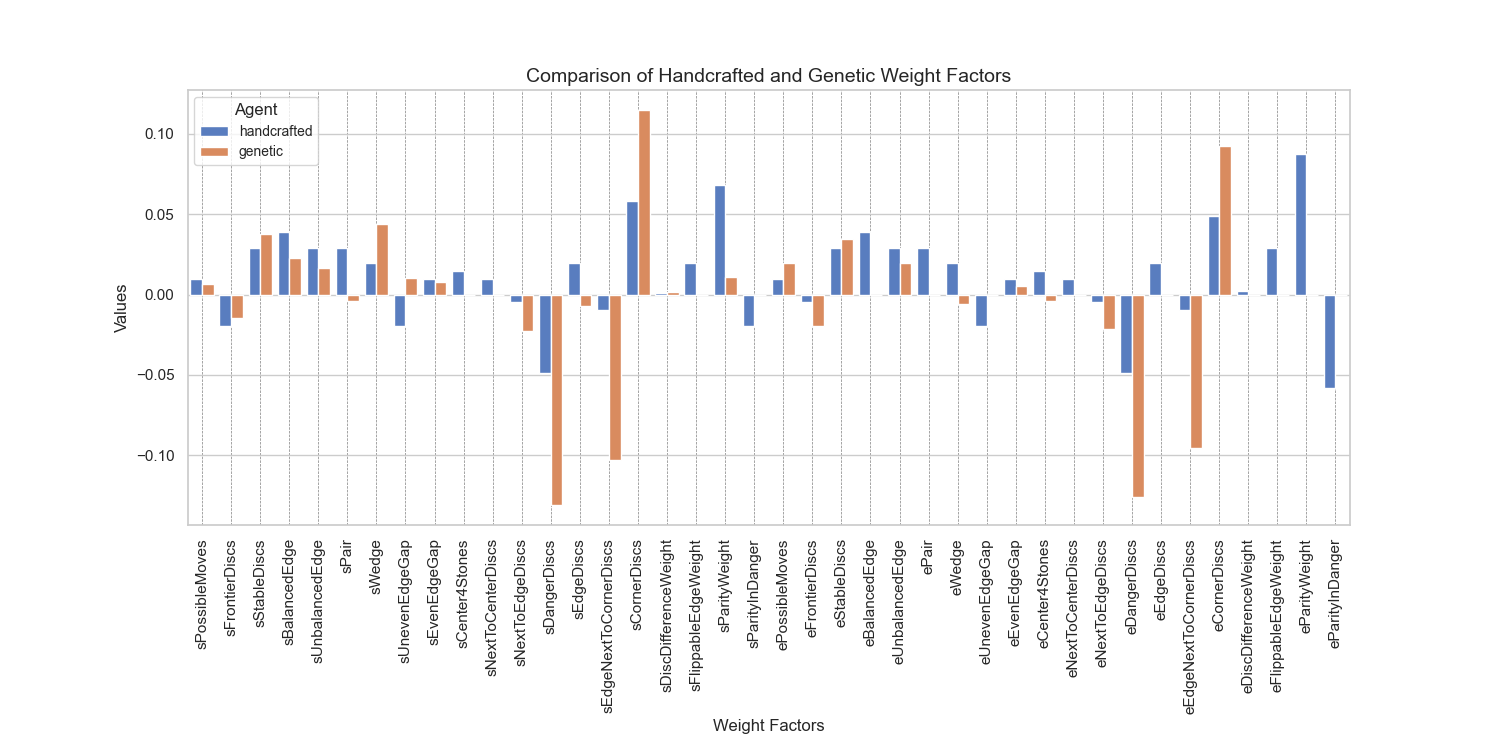 Comparison of Handcrafted and Genetic Weight Factors
Agent
handcrafted
genetic
0.10
0.05
0.00
−0.05
−0.10
Values
sPossibleMoves
sFrontierDiscs
sStableDiscs
sBalancedEdge
sUnbalancedEdge
sPair
sWedge
sUnevenEdgeGap
sEvenEdgeGap
sCenter4Stones
sNextToCenterDiscs
sNextToEdgeDiscs
sDangerDiscs
sEdgeDiscs
sEdgeNextToCornerDiscs
sCornerDiscs
sDiscDifferenceWeight
sFlippableEdgeWeight
sParityWeight
sParityInDanger
ePossibleMoves
eFrontierDiscs
eStableDiscs
eBalancedEdge
eUnbalancedEdge
ePair
eWedge
eUnevenEdgeGap
eEvenEdgeGap
eCenter4Stones
eNextToCenterDiscs
eNextToEdgeDiscs
eDangerDiscs
eEdgeDiscs
eEdgeNextToCornerDiscs
eCornerDiscs
eDiscDifferenceWeight
eFlippableEdgeWeight
eParityWeight
eParityInDanger
Weight Factors